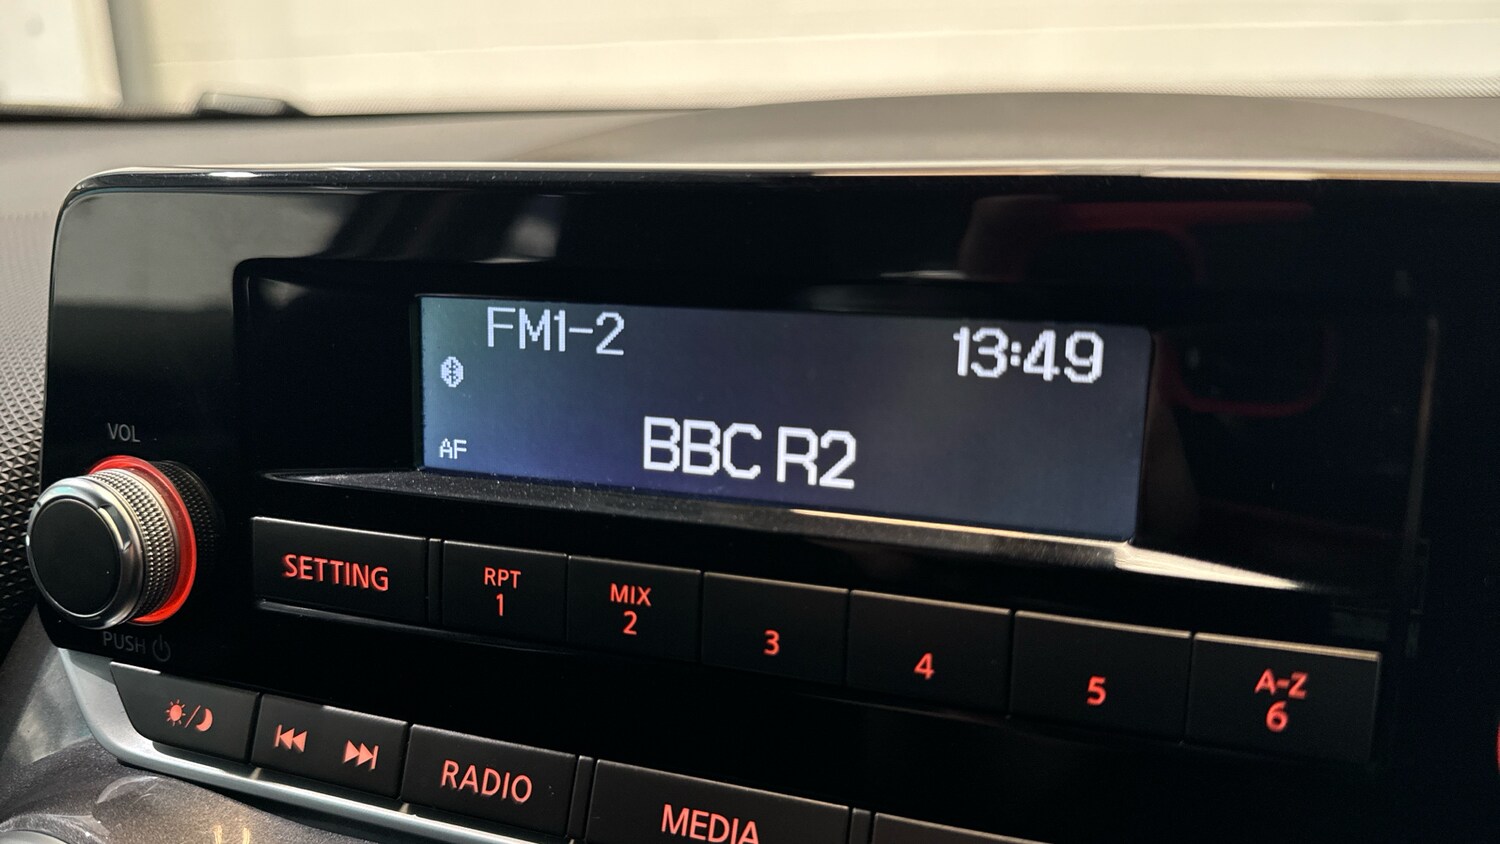 FM1-2 13:49
AF BBC R2
VOL
PUSH
SETTING
RPT
1
MIX
2
3
4
5
A-Z
6
RADIO
MEDIA